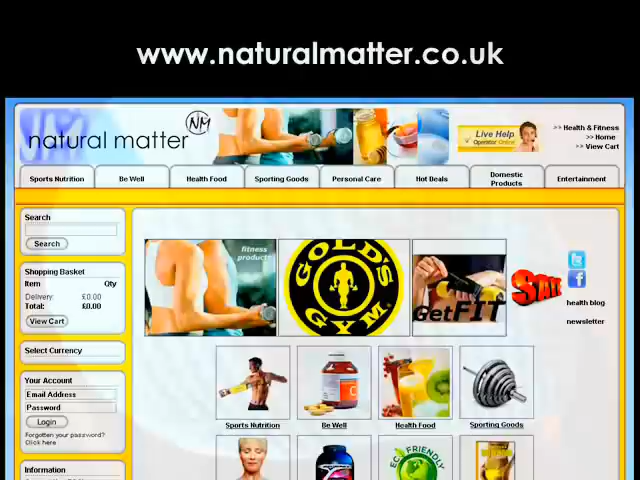 www.naturalmatter.co.uk
natural matter NM
Live Help
Operator Online
>> Health & Fitness
>> Home
>> View Cart
Sports Nutrition
Be Well
Health Food
Sporting Goods
Personal Care
Hot Deals
Domestic Products
Entertainment
Search
Search
Shopping Basket
Item Qty
Delivery: £0.00
Total: £0.00
View Cart
Select Currency
Your Account
Email Address
Password
Login
Forgotten your password?
Click here
Information
fitness
products
GOLD'S
GYM
GetFIT
SALE
health blog
newsletter
Sports Nutrition
Be Well
Health Food
Sporting Goods
ECO FRIENDLY